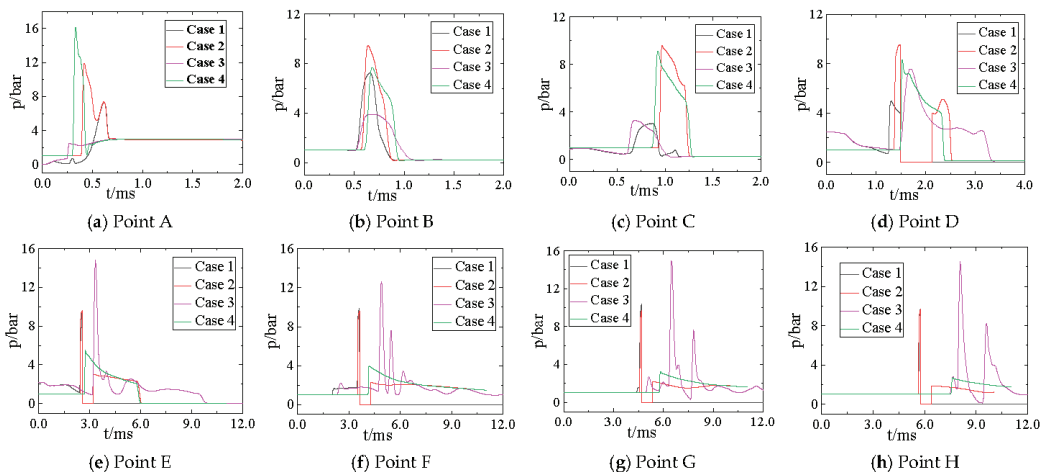 p/bar
16
12
8
4
0
0.0
0.5
1.0
1.5
2.0
t/ms
Case 1
Case 2
Case 3
Case 4
(a) Point A
p/bar
12
8
4
0
0.0
0.5
1.0
1.5
2.0
t/ms
Case 1
Case 2
Case 3
Case 4
(b) Point B
p/bar
12
8
4
0
0.0
0.5
1.0
1.5
2.0
t/ms
Case 1
Case 2
Case 3
Case 4
(c) Point C
p/bar
12
8
4
0
0.0
1.0
2.0
3.0
4.0
t/ms
Case 1
Case 2
Case 3
Case 4
(d) Point D
p/bar
16
12
8
4
0
0.0
3.0
6.0
9.0
12.0
t/ms
Case 1
Case 2
Case 3
Case 4
(e) Point E
p/bar
16
12
8
4
0
0.0
3.0
6.0
9.0
12.0
t/ms
Case 1
Case 2
Case 3
Case 4
(f) Point F
p/bar
16
12
8
4
0
0.0
3.0
6.0
9.0
12.0
t/ms
Case 1
Case 2
Case 3
Case 4
(g) Point G
p/bar
16
12
8
4
0
0.0
3.0
6.0
9.0
12.0
t/ms
Case 1
Case 2
Case 3
Case 4
(h) Point H